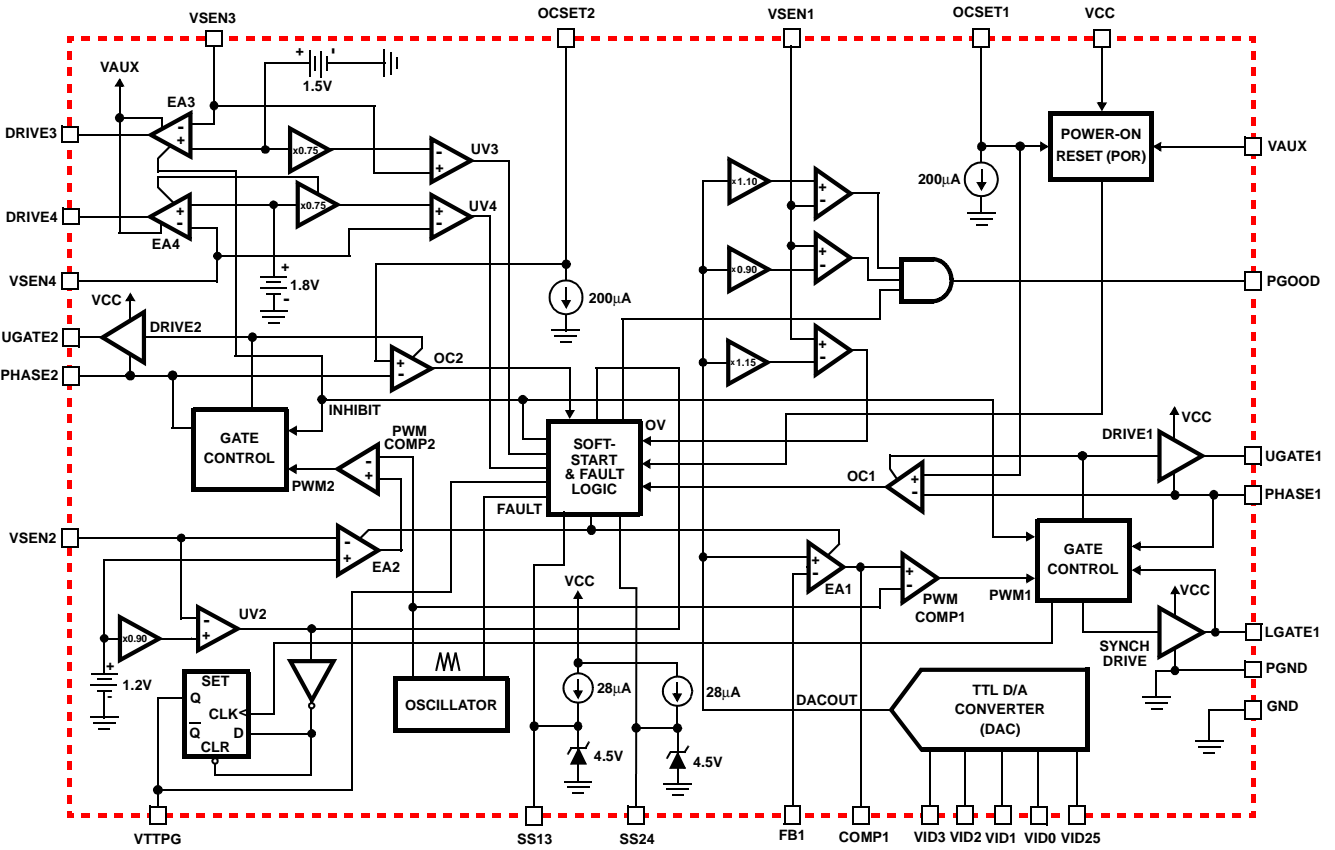 VSEN3
OCSET2
VSEN1
OCSET1
VCC
VAUX
+
-
1.5V
EA3
-
+
DRIVE3
x0.75
-
+
UV3
POWER-ON
RESET (POR)
VAUX
x1.10
+
-
200μA
DRIVE4
+
-
EA4
x0.75
+
-
UV4
VSEN4
+
-
1.8V
200μA
x0.90
+
-
PGOOD
VCC
UGATE2
DRIVE2
+
-
OC2
x1.15
+
-
PHASE2
INHIBIT
GATE
CONTROL
PWM
COMP2
-
+
PWM2
SOFT-
START
& FAULT
LOGIC
OV
FAULT
OC1
+
-
DRIVE1
VCC
UGATE1
PHASE1
VSEN2
-
+
EA2
VCC
+
-
EA1
+
-
PWM
COMP1
PWM1
GATE
CONTROL
VCC
SYNCH
DRIVE
LGATE1
PGND
GND
x0.90
-
+
UV2
+
-
1.2V
SET
Q
CLK
Q
D
CLR
OSCILLATOR
28μA
28μA
4.5V
4.5V
DACOUT
TTL D/A
CONVERTER
(DAC)
VTTPG
SS13
SS24
FB1
COMP1
VID3
VID2
VID1
VID0
VID25